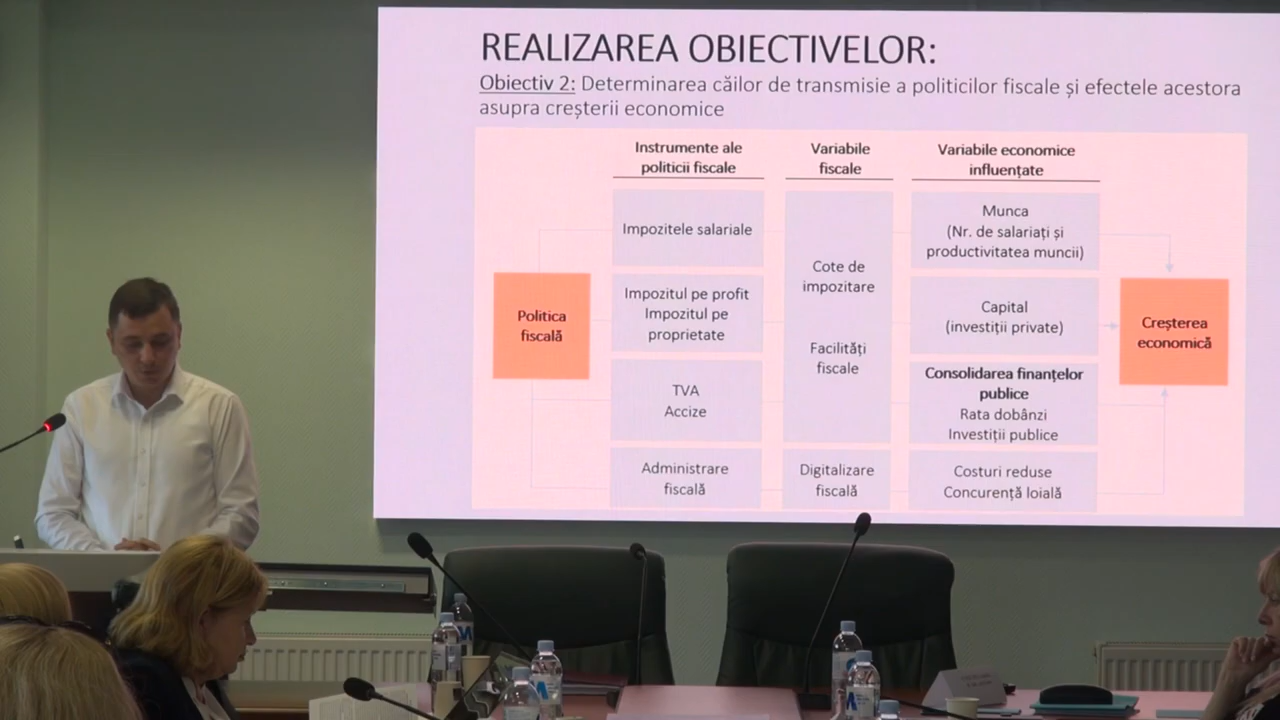 REALIZAREA OBIECTIVELOR:
Obiectiv 2: Determinarea căilor de transmisie a politicilor fiscale și efectele acestora
asupra creșterii economice
Instrumente ale
politicii fiscale
Variabile
fiscale
Variabile economice
influențate
Politica
fiscală
Impozitele salariale
Impozitul pe profit
Impozitul pe
proprietate
TVA
Accize
Administrare
fiscală
Cote de
impozitare
Facilități
fiscale
Digitalizare
fiscală
Munca
(Nr. de salariați și
productivitatea muncii)
Capital
(investiții private)
Consolidarea finanțelor
publice
Rata dobânzi
Investiții publice
Costuri reduse
Concurență loială
Creșterea
economică